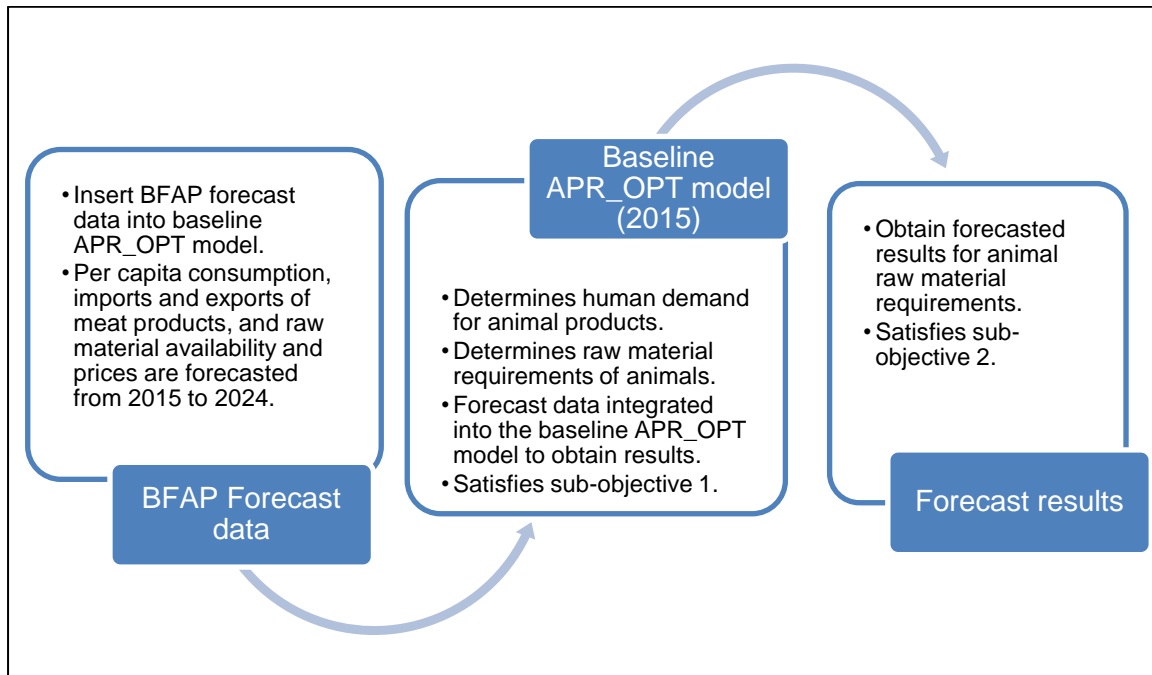 • Insert BFAP forecast
data into baseline
APR_OPT model.
• Per capita consumption,
imports and exports of
meat products, and raw
material availability and
prices are forecasted
from 2015 to 2024.
BFAP Forecast
data
Baseline
APR_OPT model
(2015)
• Determines human demand
for animal products.
• Determines raw material
requirements of animals.
• Forecast data integrated
into the baseline APR_OPT
model to obtain results.
• Satisfies sub-objective 1.
• Obtain forecasted
results for animal
raw material
requirements.
• Satisfies sub-
objective 2.
Forecast results